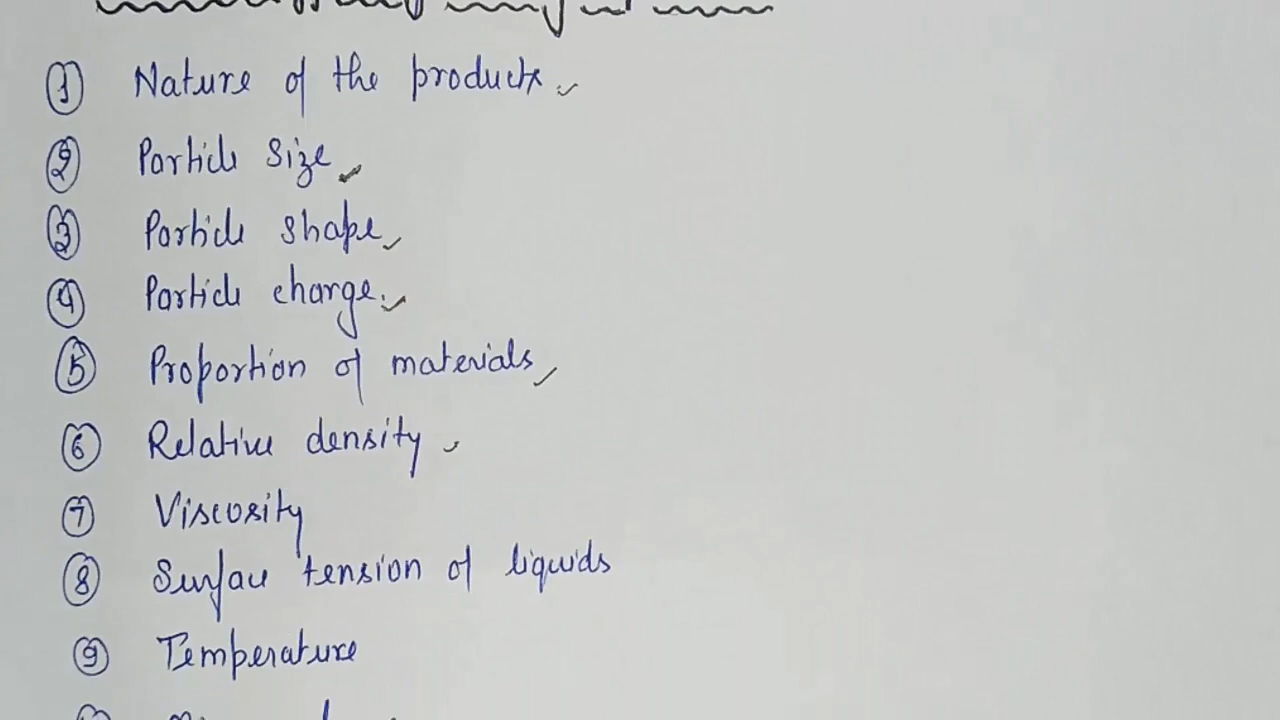 ① Nature of the products
② Particle Size
③ Particle shape
④ Particle charge.
⑤ Proportion of materials
⑥ Relative density
⑦ Viscosity
⑧ Surface tension of liquids
⑨ Temperature